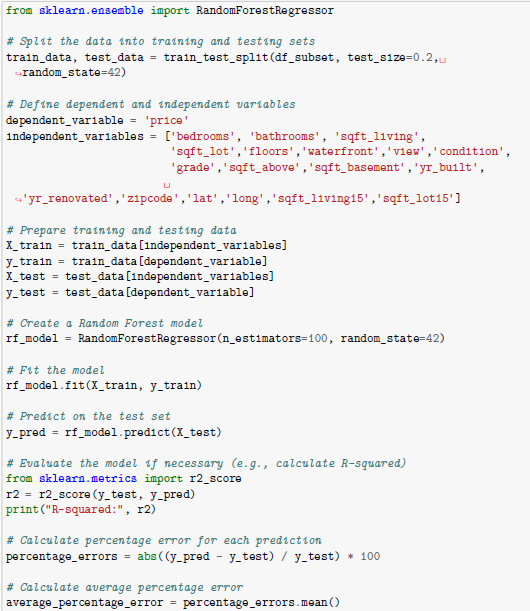 from sklearn.ensemble import RandomForestRegressor
# Split the data into training and testing sets
train_data, test_data = train_test_split(df_subset, test_size=0.2,␣
↪random_state=42)
# Define dependent and independent variables
dependent_variable = 'price'
independent_variables = ['bedrooms', 'bathrooms', 'sqft_living',
'sqft_lot','floors','waterfront','view','condition',
'grade','sqft_above','sqft_basement','yr_built',
␣
↪'yr_renovated','zipcode','lat','long','sqft_living15','sqft_lot15']
# Prepare training and testing data
X_train = train_data[independent_variables]
y_train = train_data[dependent_variable]
X_test = test_data[independent_variables]
y_test = test_data[dependent_variable]
# Create a Random Forest model
rf_model = RandomForestRegressor(n_estimators=100, random_state=42)
# Fit the model
rf_model.fit(X_train, y_train)
# Predict on the test set
y_pred = rf_model.predict(X_test)
# Evaluate the model if necessary (e.g., calculate R-squared)
from sklearn.metrics import r2_score
r2 = r2_score(y_test, y_pred)
print("R-squared:", r2)
# Calculate percentage error for each prediction
percentage_errors = abs((y_pred - y_test) / y_test) * 100
# Calculate average percentage error
average_percentage_error = percentage_errors.mean()